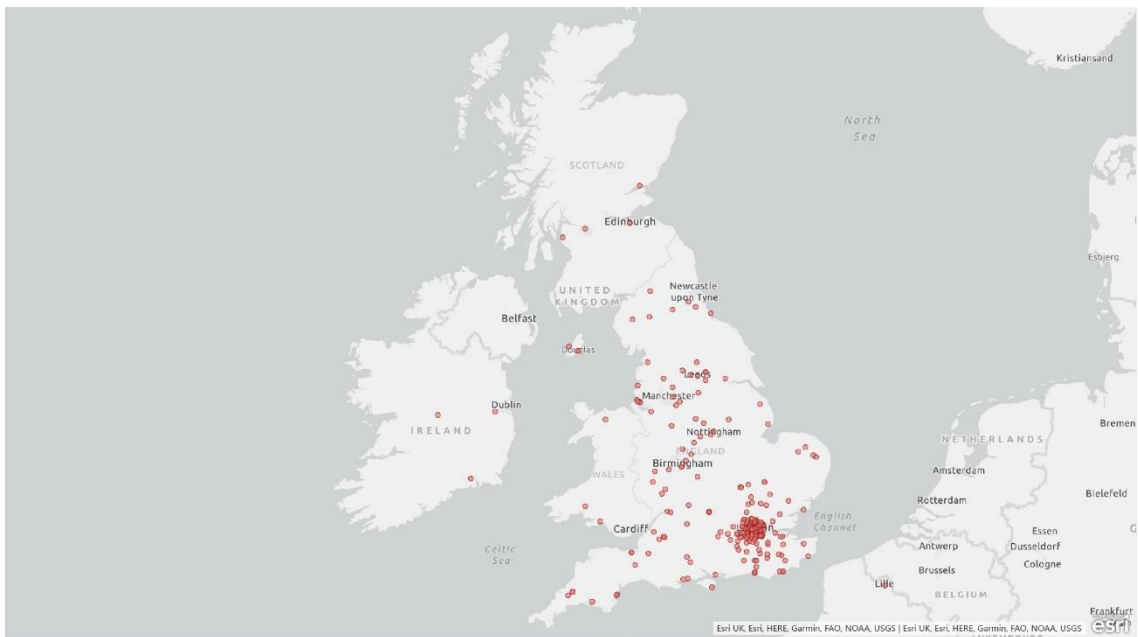 Kristiansand
North
Sea
SCOTLAND
Edinburgh
Esbjerg
UNITED
KINGDOM
Newcastle
upon Tyne
Belfast
Douglas
Leeds
Manchester
Dublin
IRELAND
Nottingham
ENGLAND
Birmingham
WALES
NETHERLANDS
Bremen
Amsterdam
Rotterdam
Bielefeld
English
Channel
Cardiff
Essen
Dusseldorf
Cologne
Antwerp
Brussels
Celtic
Sea
Lille
BELGIUM
Frankfurt
Esri UK, Esri, HERE, Garmin, FAO, NOAA, USGS | Esri UK, Esri, HERE, Garmin, FAO, NOAA, USGS
esri